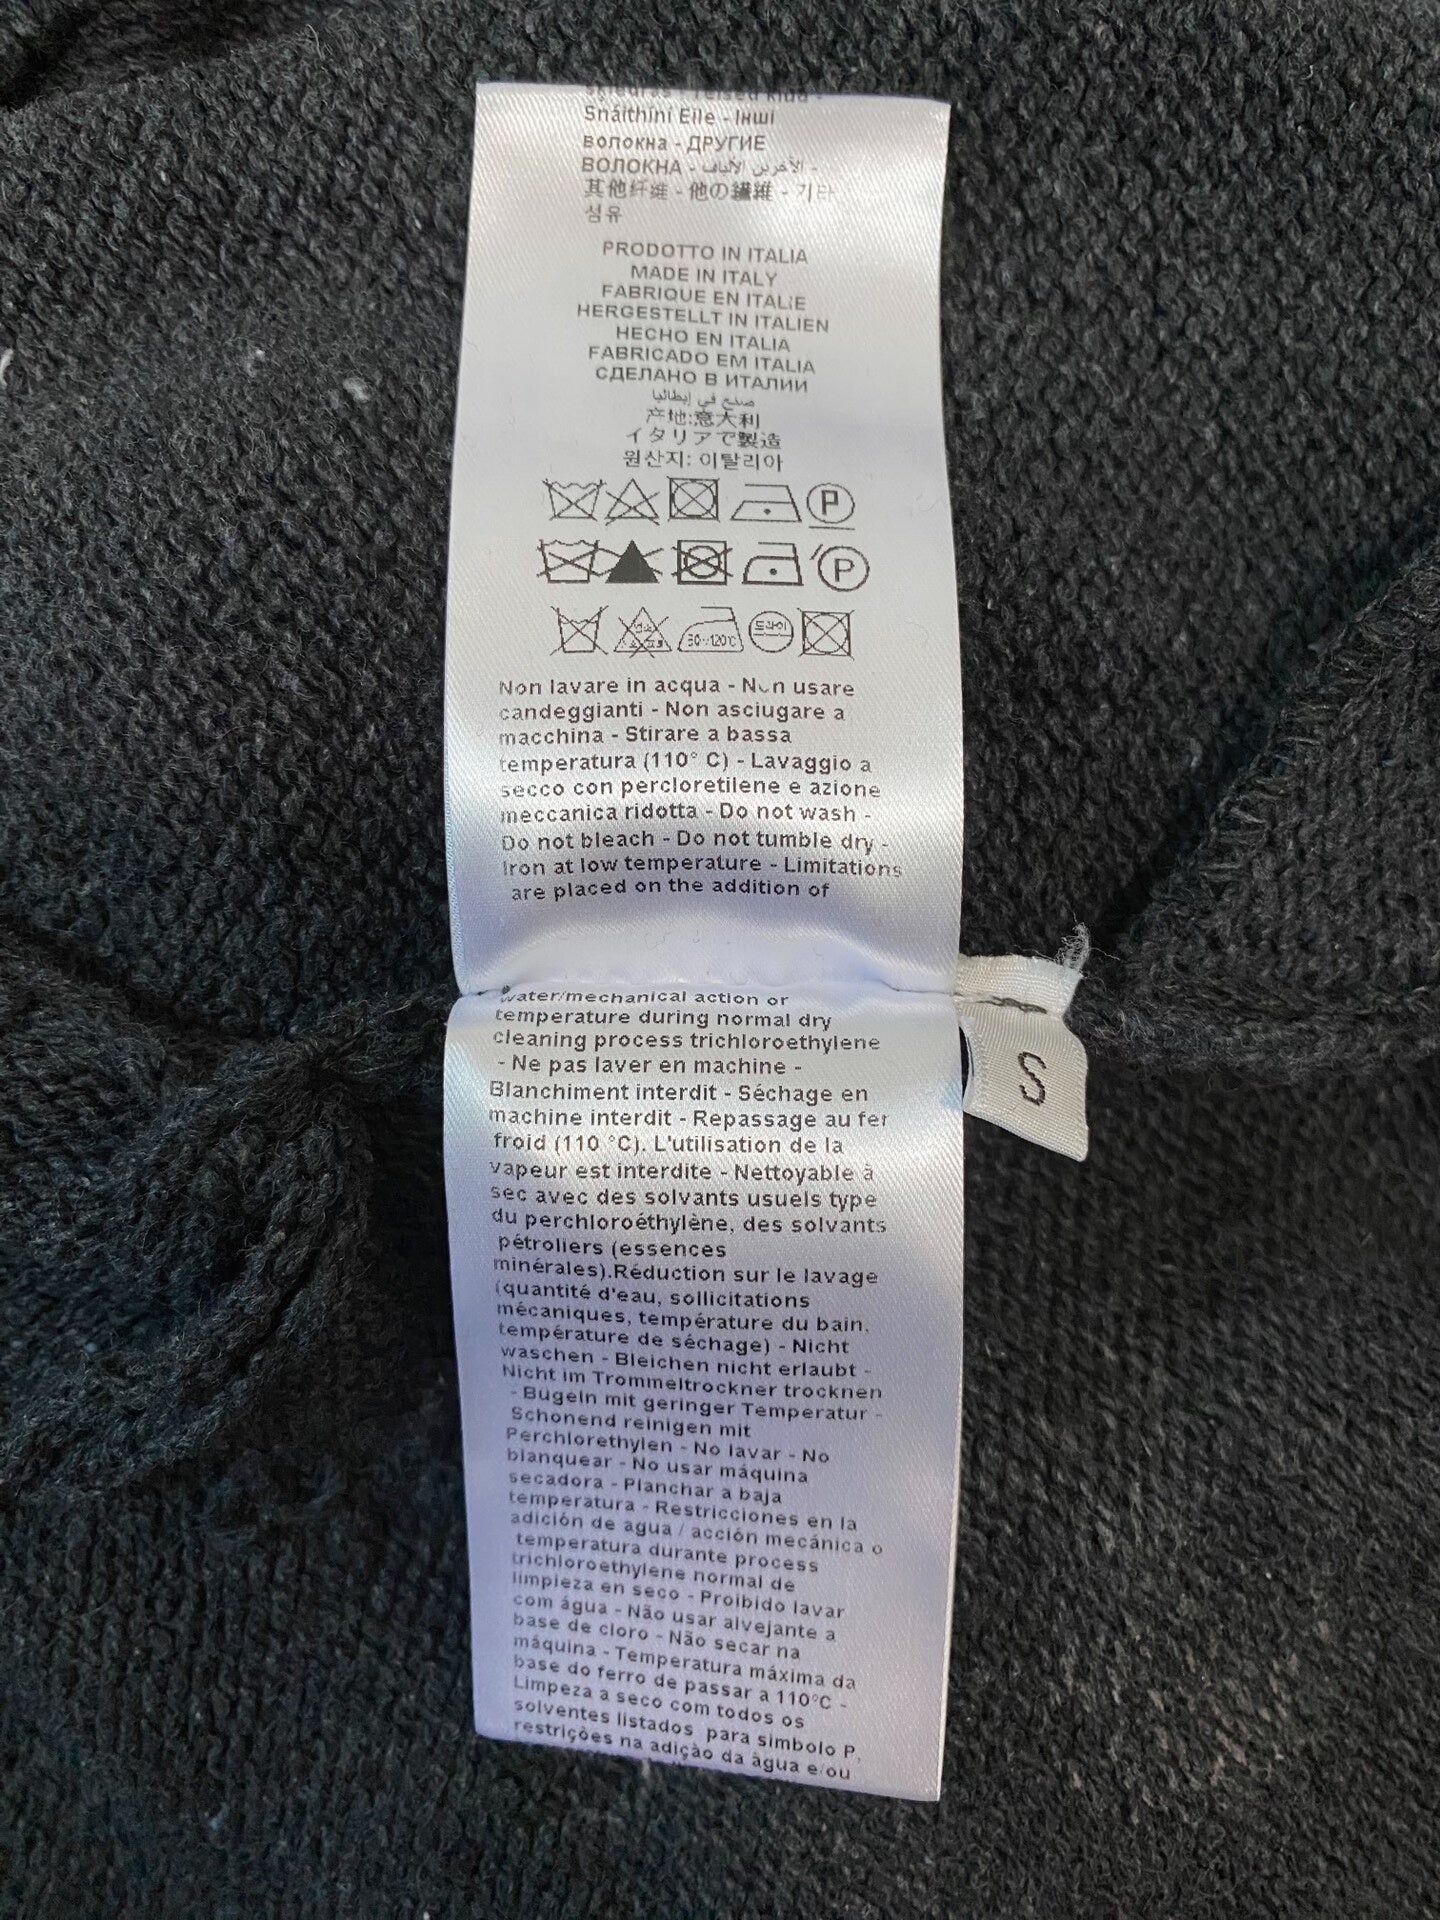 Snáithíní Eile - Інші
волокна - ДРУГИЕ
ВОЛОКНА - الأخرين الألياف -
其他纤维 - 他の繊維 - 기타
섬유
PRODOTTO IN ITALIA
MADE IN ITALY
FABRIQUE EN ITALIE
HERGESTELLT IN ITALIEN
HECHO EN ITALIA
FABRICADO EM ITALIA
СДЕЛАНО В ИТАЛИИ
صنع في إيطاليا
产地:意大利
イタリアで製造
원산지: 이탈리아
P
P
드라이
Non lavare in acqua - Non usare
candeggianti - Non asciugare a
macchina - Stirare a bassa
temperatura (110° C) - Lavaggio a
secco con percloretilene e azione
meccanica ridotta - Do not wash -
Do not bleach - Do not tumble dry -
Iron at low temperature - Limitations
are placed on the addition of
water/mechanical action or
temperature during normal dry
cleaning process trichloroethylene
- Ne pas laver en machine -
Blanchiment interdit - Séchage en
machine interdit - Repassage au fer
froid (110 °C). L'utilisation de la
vapeur est interdite - Nettoyable à
sec avec des solvants usuels type
du perchloroéthylène, des solvants
pétroliers (essences
minérales).Réduction sur le lavage
(quantité d'eau, sollicitations
mécaniques, température du bain.
température de séchage) - Nicht
waschen - Bleichen nicht erlaubt -
Nicht im Trommeltrockner trocknen
- Bügeln mit geringer Temperatur -
Schonend reinigen mit
Perchlorethylen - No lavar - No
blanquear - No usar máquina
secadora - Planchar a baja
temperatura - Restricciones en la
adición de agua / acción mecánica o
temperatura durante process
trichloroethylene normal de
limpieza en seco - Proibido lavar
com água - Não usar alvejante a
base de cloro - Não secar na
máquina - Temperatura máxima da
base do ferro de passar a 110°C -
Limpeza a seco com todos os
solventes listados para simbolo P,
restrições na adição da àgua e/ou
S